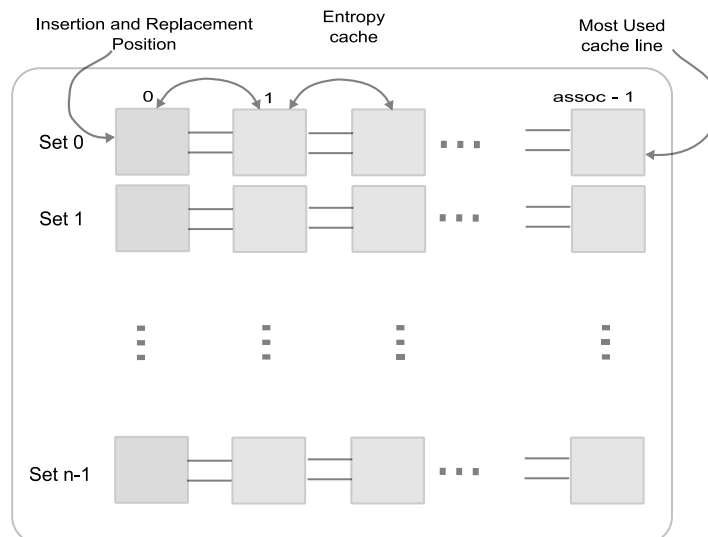 Insertion and Replacement
Position
Entropy
cache
Most Used
cache line
0
1
assoc - 1
Set 0
Set 1
Set n-1